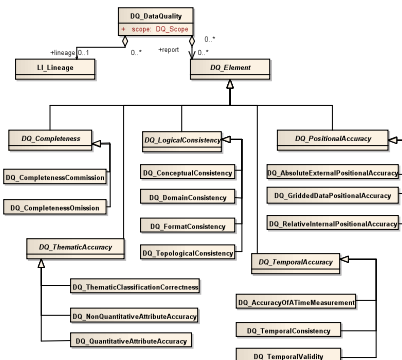 DQ_DataQuality
+ scope: DQ_Scope
+lineage 0..1
0..*
+report
0..*
0..*
LI_Lineage
DQ_Element
DQ_Completeness
DQ_LogicalConsistency
DQ_PositionalAccuracy
DQ_CompletenessCommission
DQ_ConceptualConsistency
DQ_AbsoluteExternalPositionalAccuracy
DQ_DomainConsistency
DQ_GriddedDataPositionalAccuracy
DQ_CompletenessOmission
DQ_FormatConsistency
DQ_RelativeInternalPositionalAccuracy
DQ_ThematicAccuracy
DQ_TopologicalConsistency
DQ_TemporalAccuracy
DQ_ThematicClassificationCorrectness
DQ_AccuracyOfATimeMeasurement
DQ_NonQuantitativeAttributeAccuracy
DQ_TemporalConsistency
DQ_QuantitativeAttributeAccuracy
DQ_TemporalValidity